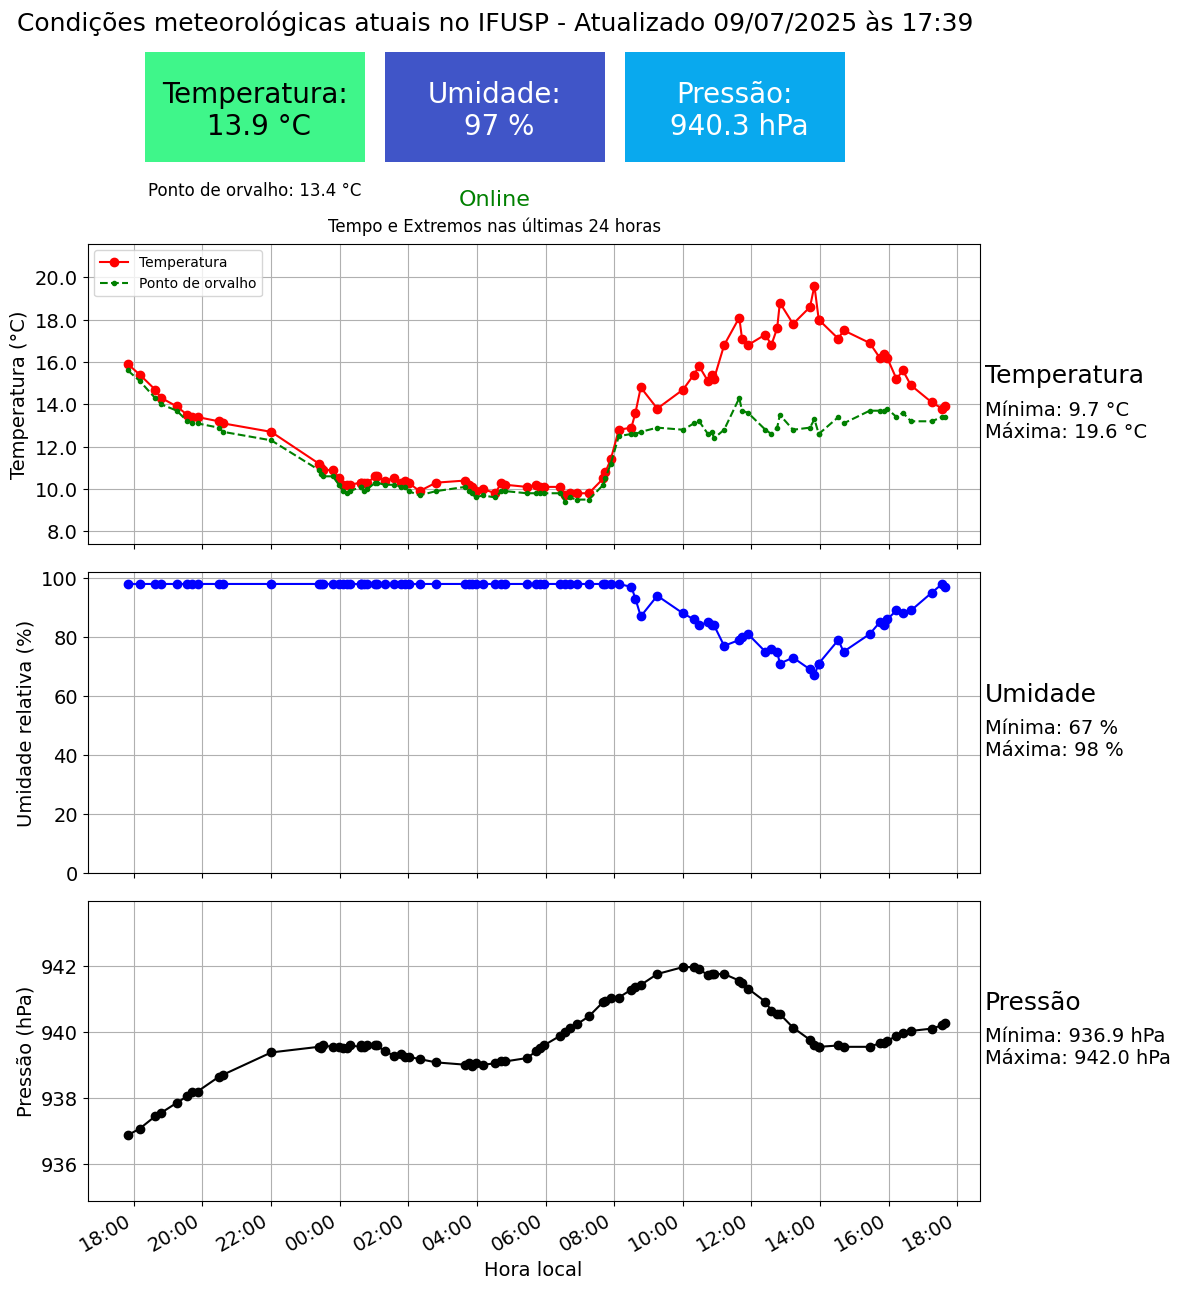 Condições meteorológicas atuais no IFUSP - Atualizado 09/07/2025 às 17:39
Temperatura:
13.9 °C
Umidade:
97 %
Pressão:
940.3 hPa
Ponto de orvalho: 13.4 °C
Online
Tempo e Extremos nas últimas 24 horas
Temperatura
Ponto de orvalho
Temperatura (°C)
20.0
18.0
16.0
14.0
12.0
10.0
8.0
Temperatura
Mínima: 9.7 °C
Máxima: 19.6 °C
Umidade relativa (%)
100
80
60
40
20
0
Umidade
Mínima: 67 %
Máxima: 98 %
Pressão (hPa)
942
940
938
936
Pressão
Mínima: 936.9 hPa
Máxima: 942.0 hPa
18:00 20:00 22:00 00:00 02:00 04:00 06:00 08:00 10:00 12:00 14:00 16:00 18:00
Hora local